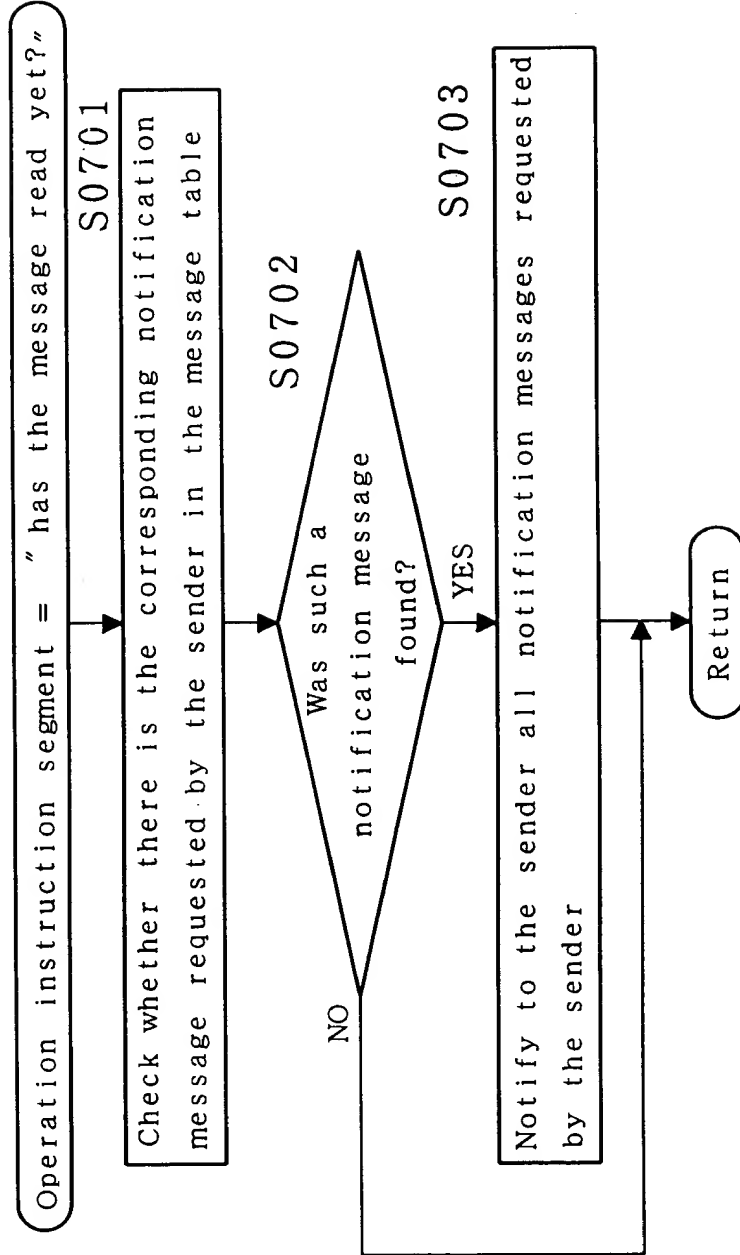 Operation instruction segment = "has the message read yet?"
S0701
Check whether there is the corresponding notification
message requested by the sender in the message table
S0702
Was such a
notification message
found?
NO
YES
S0703
Notify to the sender all notification messages requested
by the sender
Return